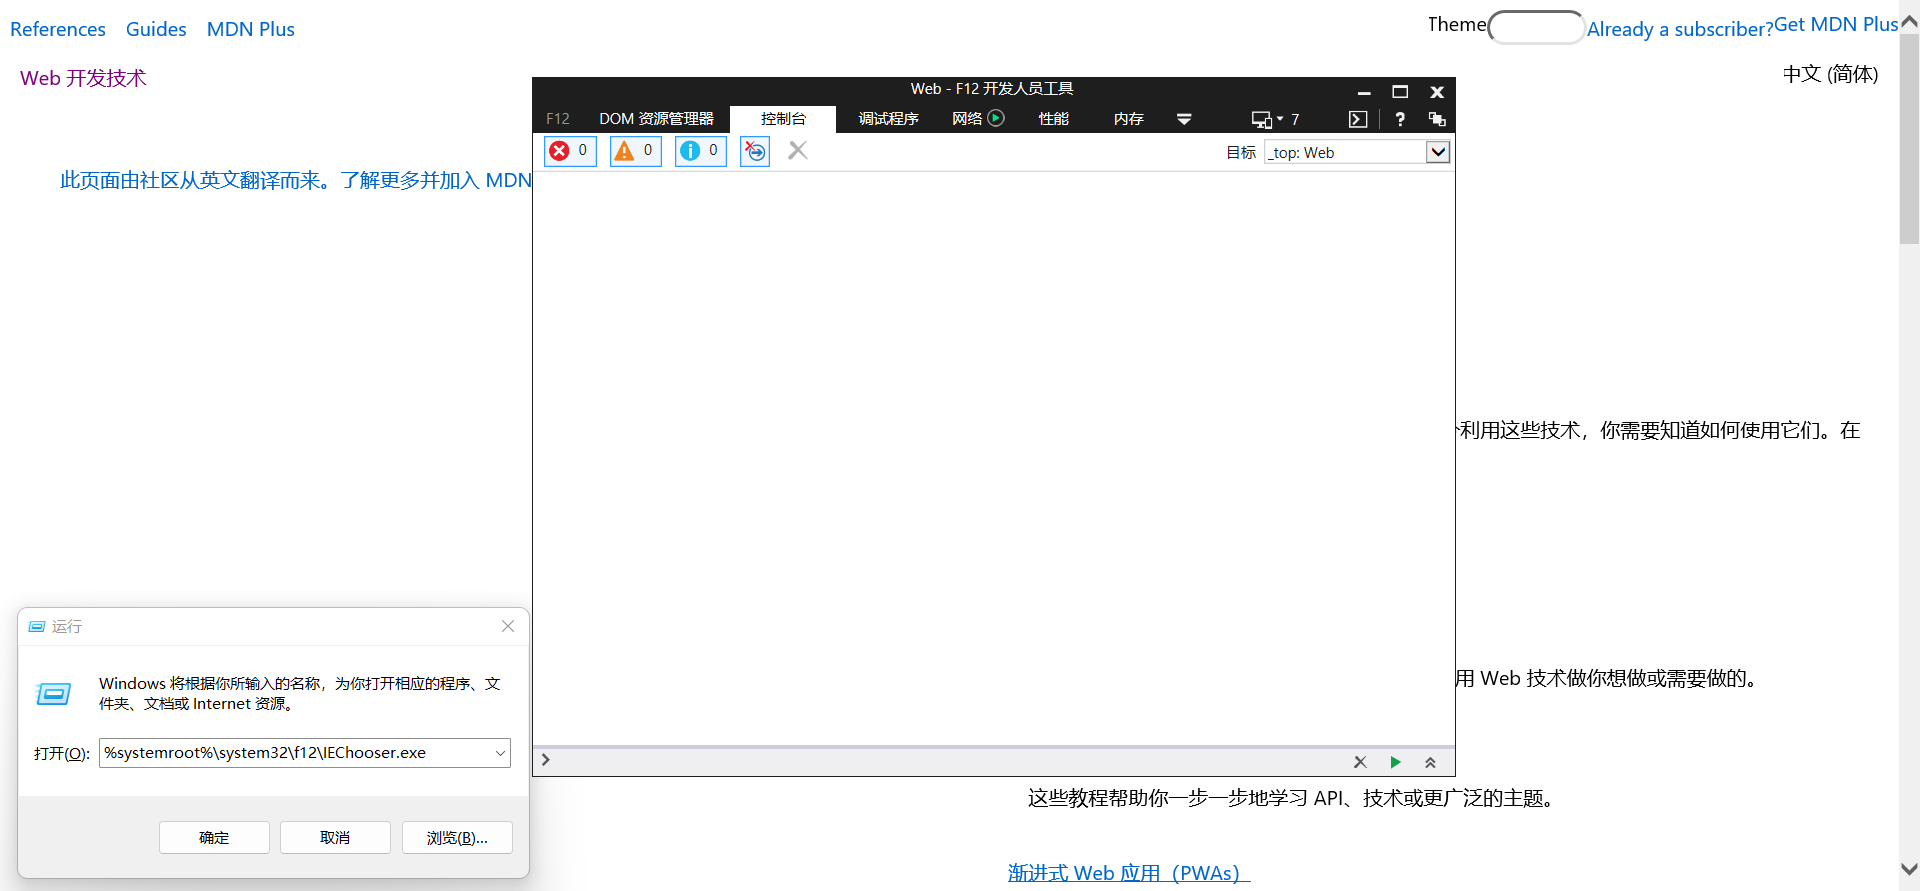 References Guides MDN Plus
Theme Already a subscriber? Get MDN Plus
Web 开发技术
中文 (简体)
此页面由社区从英文翻译而来。了解更多并加入 MDN
Web - F12 开发人员工具
F12 DOM 资源管理器 控制台 调试程序 网络 性能 内存 7 ?
0 0 0
目标 _top: Web
利用这些技术，你需要知道如何使用它们。在
用 Web 技术做你想做或需要做的。
这些教程帮助你一步一步地学习 API、技术或更广泛的主题。
渐进式 Web 应用（PWAs）
运行
Windows 将根据你所输入的名称，为你打开相应的程序、文
件夹、文档或 Internet 资源。
打开(O): %systemroot%\system32\f12\IEChooser.exe
确定 取消 浏览(B)...